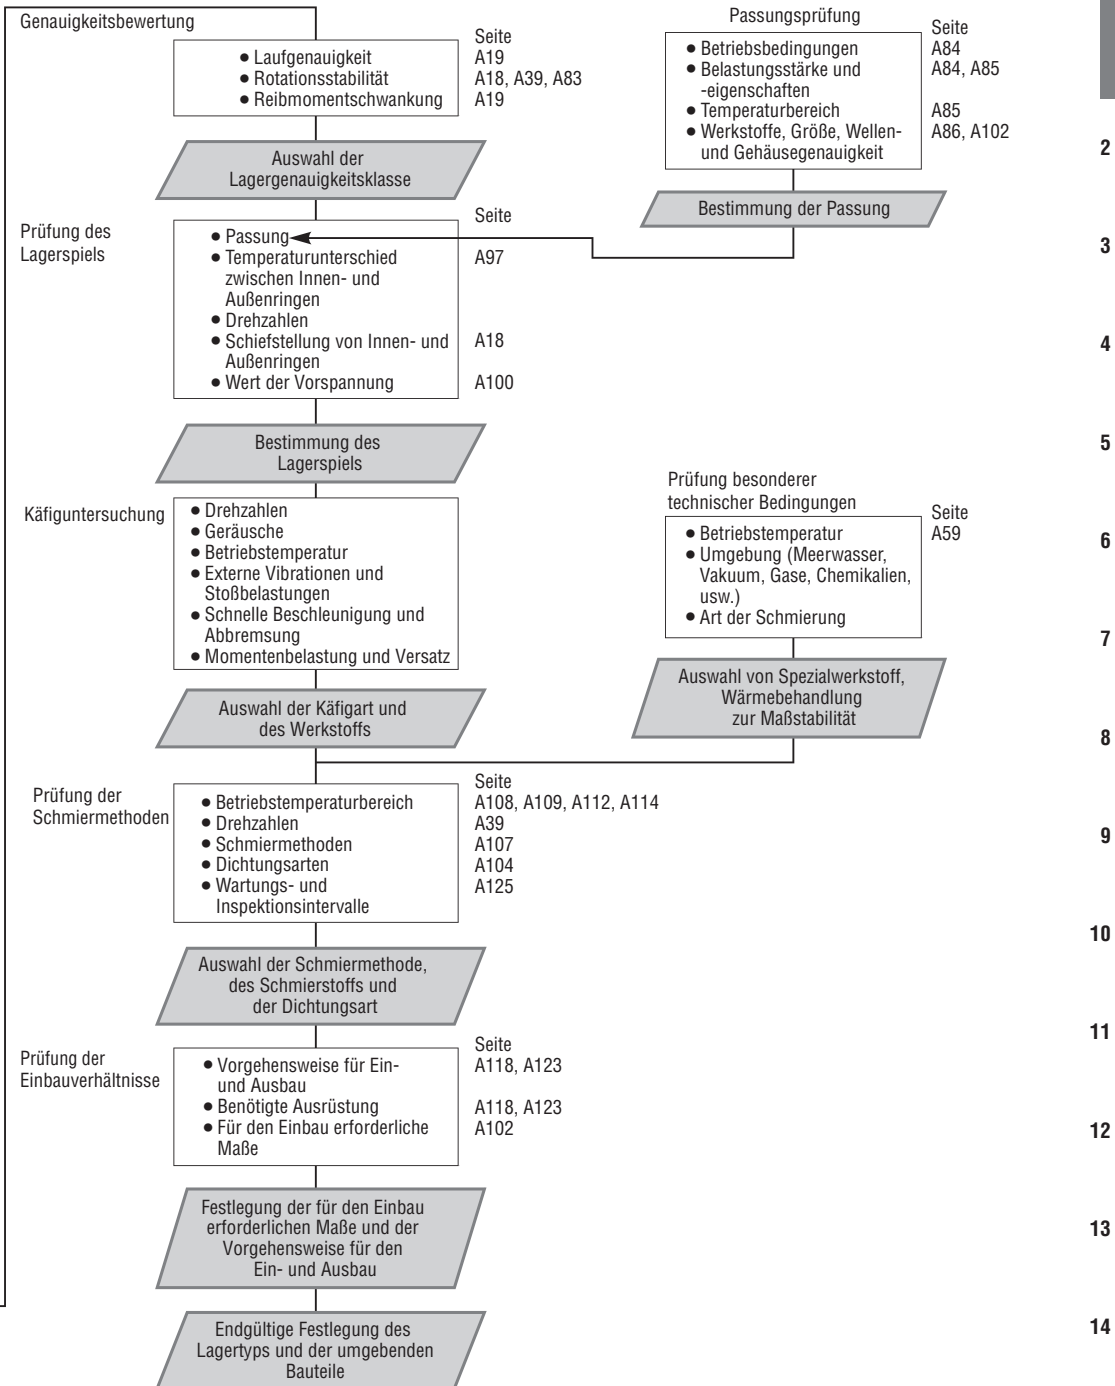 Genauigkeitsbewertung
Seite
● Laufgenauigkeit A19
● Rotationsstabilität A18, A39, A83
● Reibmomentschwankung A19
Auswahl der
Lagergenauigkeitsklasse
Passungsprüfung
Seite
● Betriebsbedingungen A84
● Belastungsstärke und A84, A85
-eigenschaften
● Temperaturbereich A85
● Werkstoffe, Größe, Wellen- A86, A102
und Gehäusegenauigkeit
Bestimmung der Passung
Prüfung des
Lagerspiels
Seite
● Passung
● Temperaturunterschied A97
zwischen Innen- und
Außenringen
● Drehzahlen
● Schiefstellung von Innen- und A18
Außenringen
● Wert der Vorspannung A100
Bestimmung des
Lagerspiels
Käfiguntersuchung
● Drehzahlen
● Geräusche
● Betriebstemperatur
● Externe Vibrationen und
Stoßbelastungen
● Schnelle Beschleunigung und
Abbremsung
● Momentenbelastung und Versatz
Auswahl der Käfigart und
des Werkstoffs
Prüfung besonderer
technischer Bedingungen
Seite
● Betriebstemperatur A59
● Umgebung (Meerwasser,
Vakuum, Gase, Chemikalien,
usw.)
● Art der Schmierung
Auswahl von Spezialwerkstoff,
Wärmebehandlung
zur Maßstabilität
Prüfung der
Schmiermethoden
Seite
● Betriebstemperaturbereich A108, A109, A112, A114
● Drehzahlen A39
● Schmiermethoden A107
● Dichtungsarten A104
● Wartungs- und A125
Inspektionsintervalle
Auswahl der Schmiermethode,
des Schmierstoffs und
der Dichtungsart
Prüfung der
Einbauverhältnisse
Seite
● Vorgehensweise für Ein- A118, A123
und Ausbau
● Benötigte Ausrüstung A118, A123
● Für den Einbau erforderliche A102
Maße
Festlegung der für den Einbau
erforderlichen Maße und der
Vorgehensweise für den
Ein- und Ausbau
Endgültige Festlegung des
Lagertyps und der umgebenden
Bauteile
2
3
4
5
6
7
8
9
10
11
12
13
14